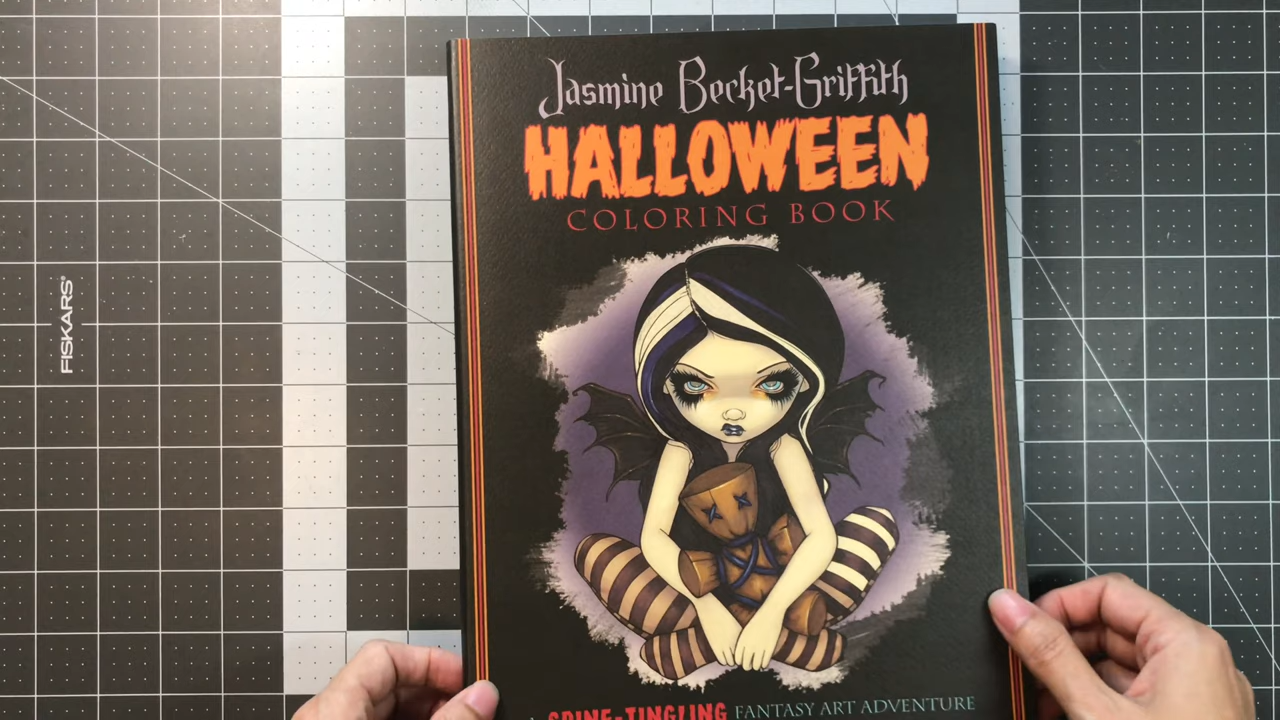 Jasmine Becket-Griffith
HALLOWEEN
COLORING BOOK
A SPINE-TINGLING FANTASY ART ADVENTURE
FISKARS®